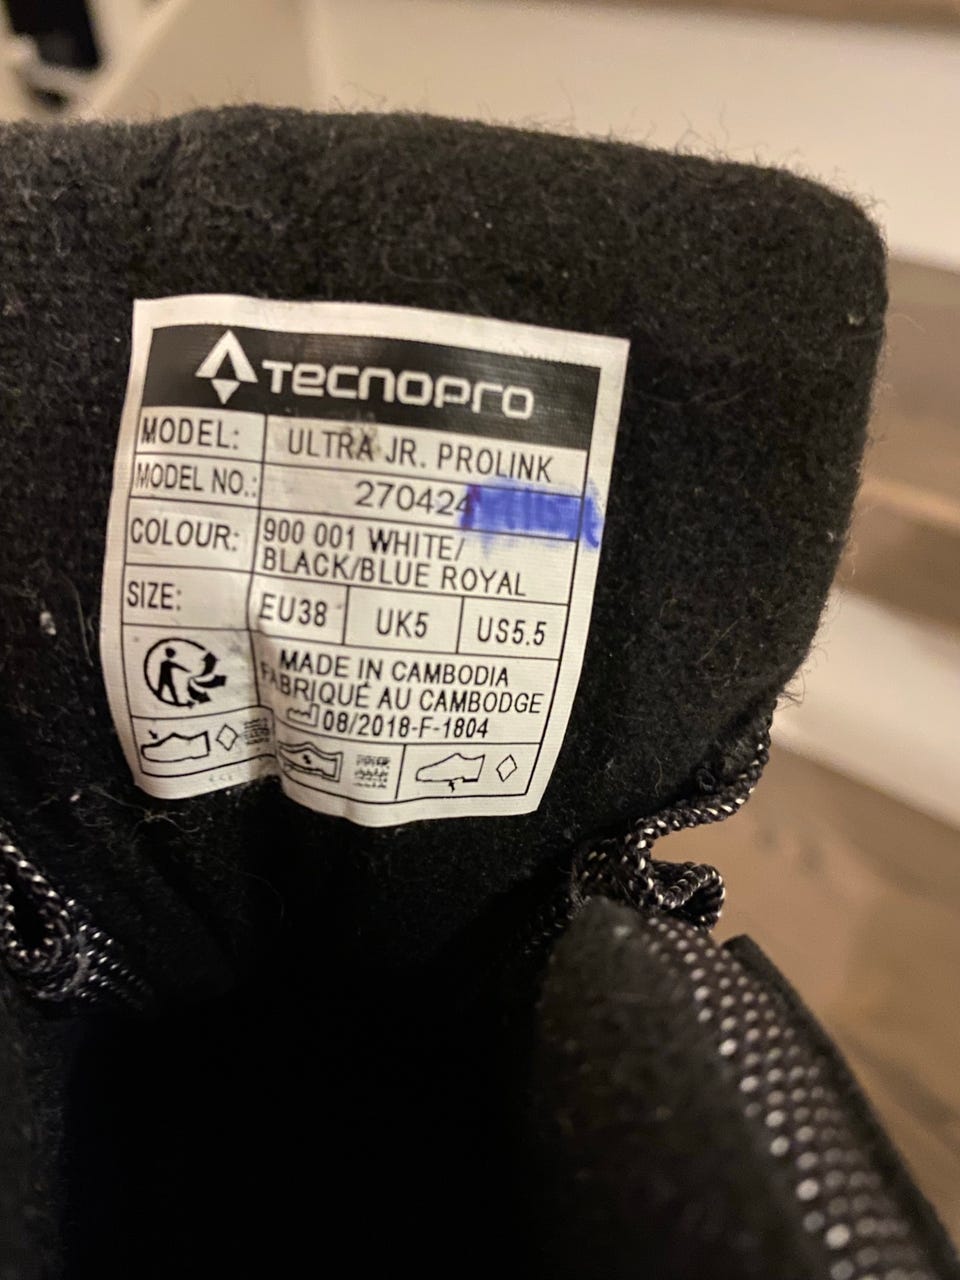 TECNOPRO
MODEL: ULTRA JR. PROLINK
MODEL NO.: 270424
COLOUR: 900 001 WHITE/
BLACK/BLUE ROYAL
SIZE: EU38 UK5 US5.5
MADE IN CAMBODIA
FABRIQUÉ AU CAMBODGE
08/2018-F-1804